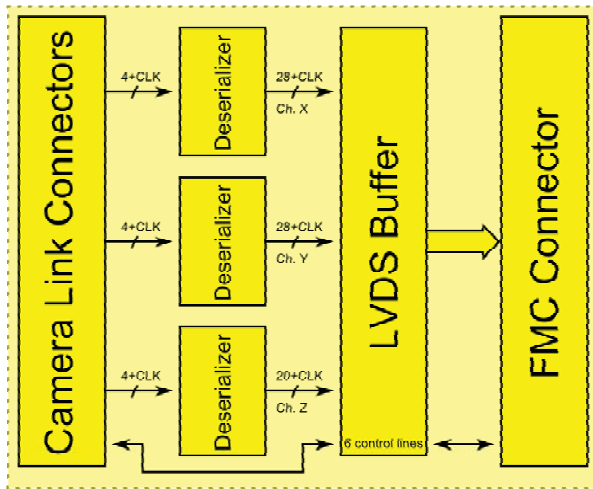 Camera Link Connectors
4+CLK
Deserializer
28+CLK
Ch. X
4+CLK
Deserializer
28+CLK
Ch. Y
4+CLK
Deserializer
20+CLK
Ch. Z
LVDS Buffer
6 control lines
FMC Connector